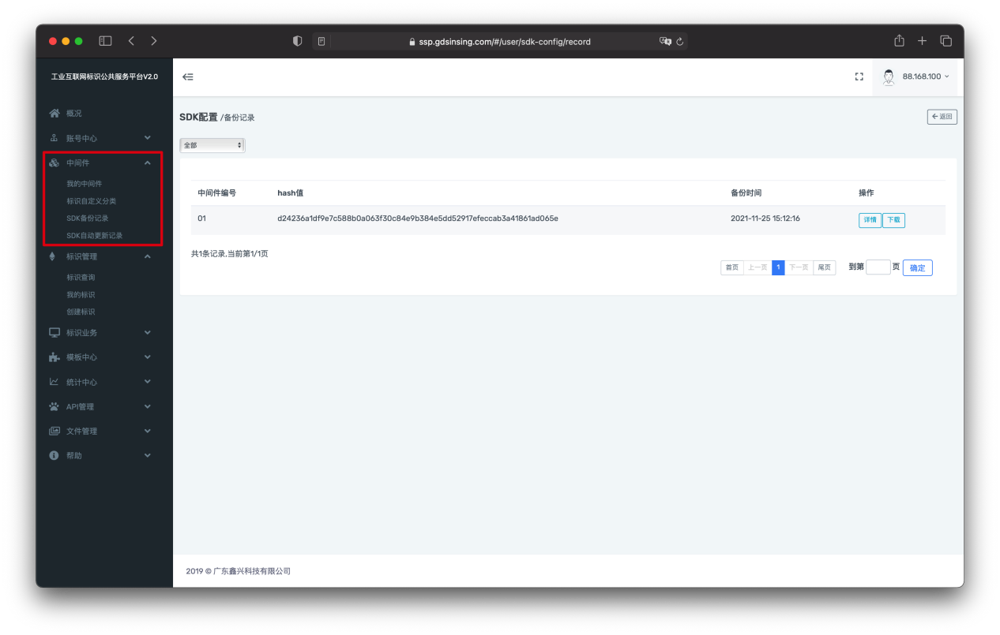 ssp.gdsinsing.com/#/user/sdk-config/record
工业互联网标识公共服务平台V2.0
88.168.100
概况
账号中心
中间件
我的中间件
标识自定义分类
SDK备份记录
SDK自动更新记录
标识管理
标识查询
我的标识
创建标识
标识业务
模板中心
统计中心
API管理
文件管理
帮助
SDK配置 /备份记录
返回
全部
中间件编号 hash值 备份时间 操作
01 d24236a1df9e7c588b0a063f30c84e9b384e5dd52917efeccab3a41861ad065e 2021-11-25 15:12:16 详情 下载
共1条记录,当前第1/1页
首页 上一页 1 下一页 尾页 到第 页 确定
2019 © 广东鑫兴科技有限公司